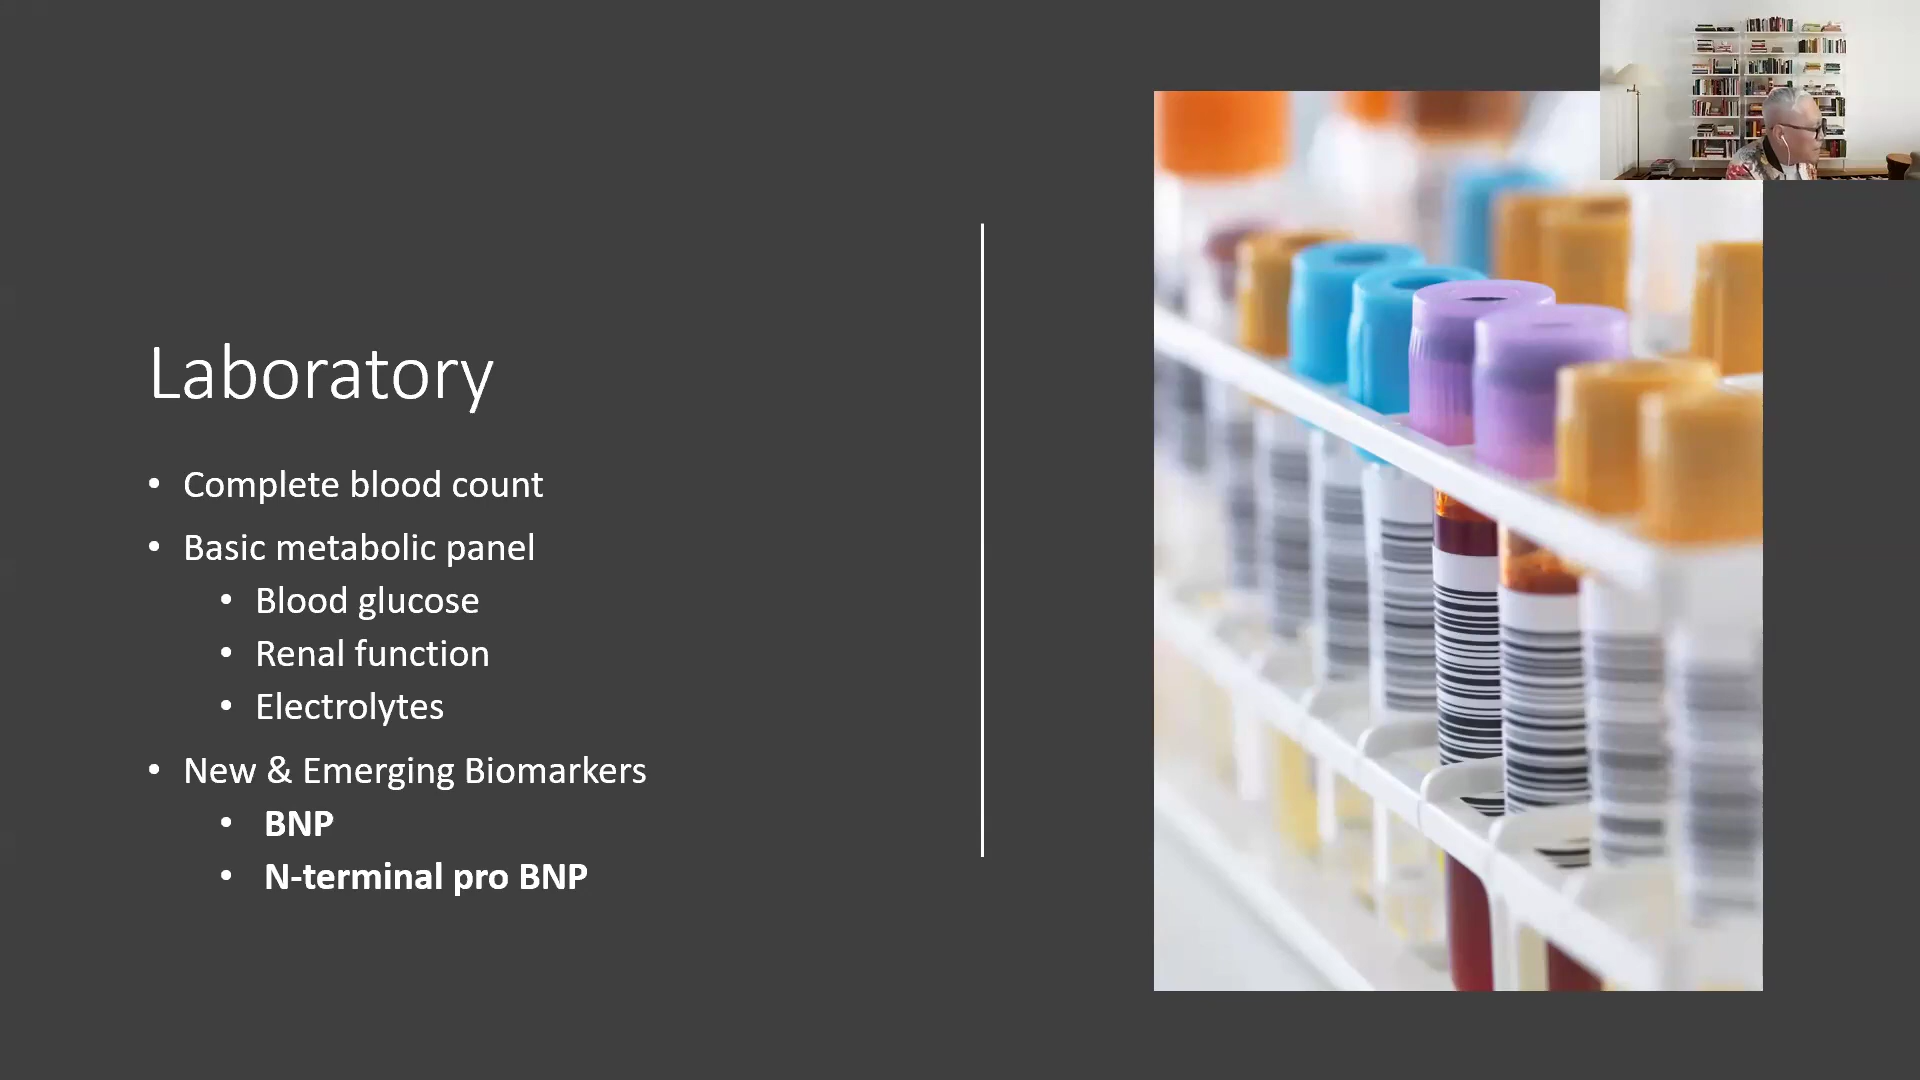 Laboratory
• Complete blood count
• Basic metabolic panel
• Blood glucose
• Renal function
• Electrolytes
• New & Emerging Biomarkers
• BNP
• N-terminal pro BNP